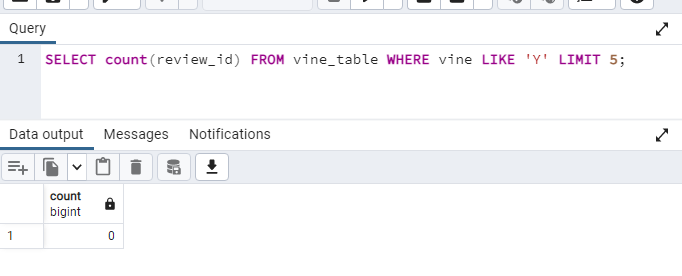 Query
1 SELECT count(review_id) FROM vine_table WHERE vine LIKE 'Y' LIMIT 5;
Data output Messages Notifications
count
bigint
1 0